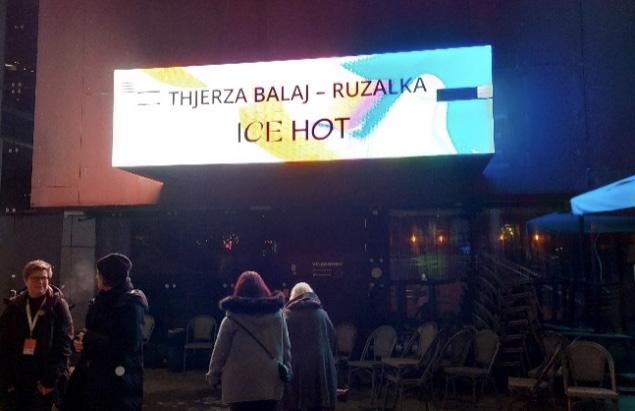 THJERZA BALAJ – RUZALKA
ICE HOT